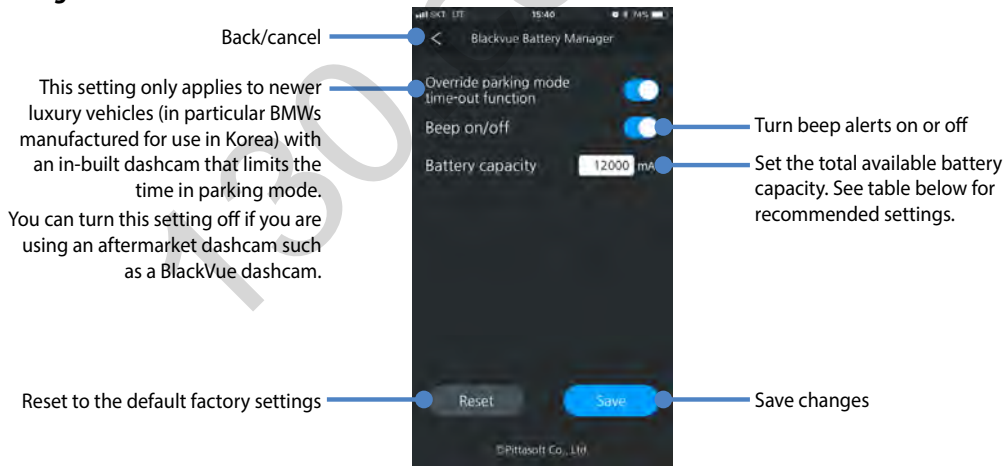 SKT LTE 15:40 74%
Blackvue Battery Manager
Back/cancel
Override parking mode
time-out function
This setting only applies to newer
luxury vehicles (in particular BMWs
manufactured for use in Korea) with
an in-built dashcam that limits the
time in parking mode.
You can turn this setting off if you are
using an aftermarket dashcam such
as a BlackVue dashcam.
Beep on/off
Turn beep alerts on or off
Battery capacity 12000 mA
Set the total available battery
capacity. See table below for
recommended settings.
Reset to the default factory settings
Reset
Save
Save changes
©Pittasoft Co., Ltd.
130